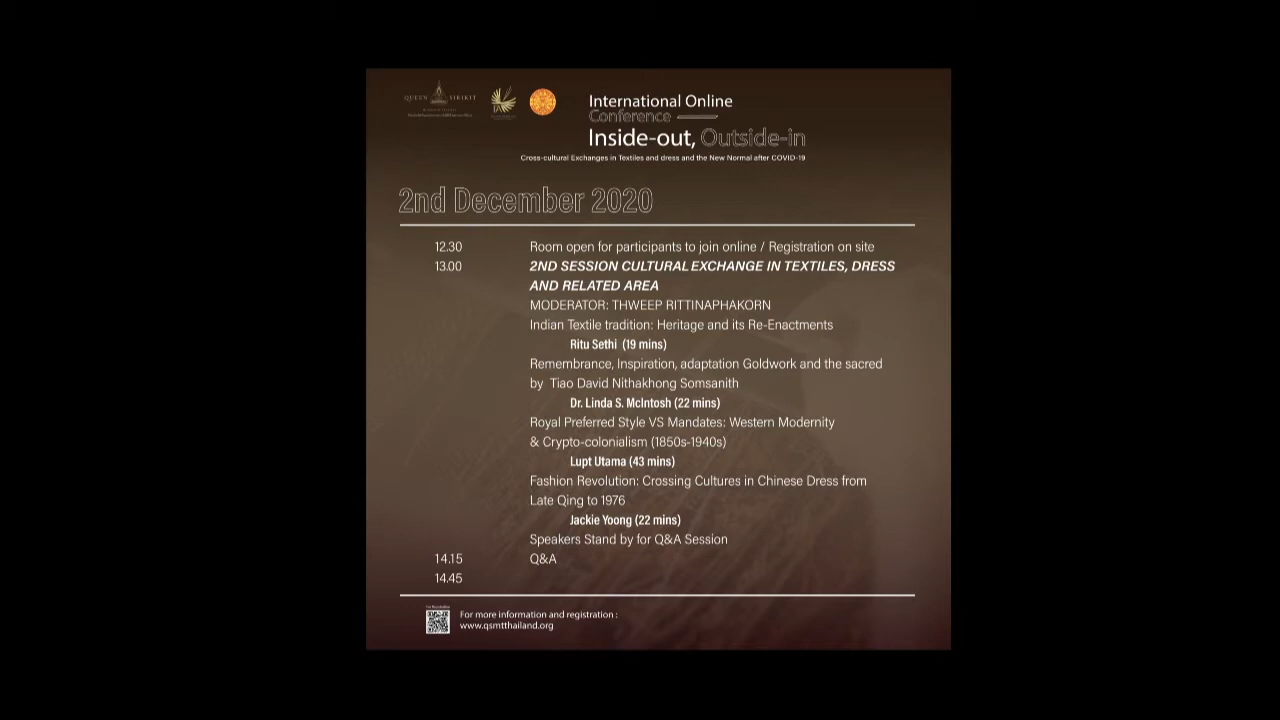 QUEEN SIRIKIT
International Online
Conference
Inside-out, Outside-in
Cross-cultural Exchanges in Textiles and dress and the New Normal after COVID-19
2nd December 2020
12.30 Room open for participants to join online / Registration on site
13.00 2ND SESSION CULTURAL EXCHANGE IN TEXTILES, DRESS
AND RELATED AREA
MODERATOR: THWEEP RITTINAPHAKORN
Indian Textile tradition: Heritage and its Re-Enactments
Ritu Sethi (19 mins)
Remembrance, Inspiration, adaptation Goldwork and the sacred
by Tiao David Nithakhong Somsanith
Dr. Linda S. McIntosh (22 mins)
Royal Preferred Style VS Mandates: Western Modernity
& Crypto-colonialism (1850s-1940s)
Lupt Utama (43 mins)
Fashion Revolution: Crossing Cultures in Chinese Dress from
Late Qing to 1976
Jackie Yoong (22 mins)
Speakers Stand by for Q&A Session
14.15 Q&A
14.45
For more information and registration :
www.qsmtthailand.org